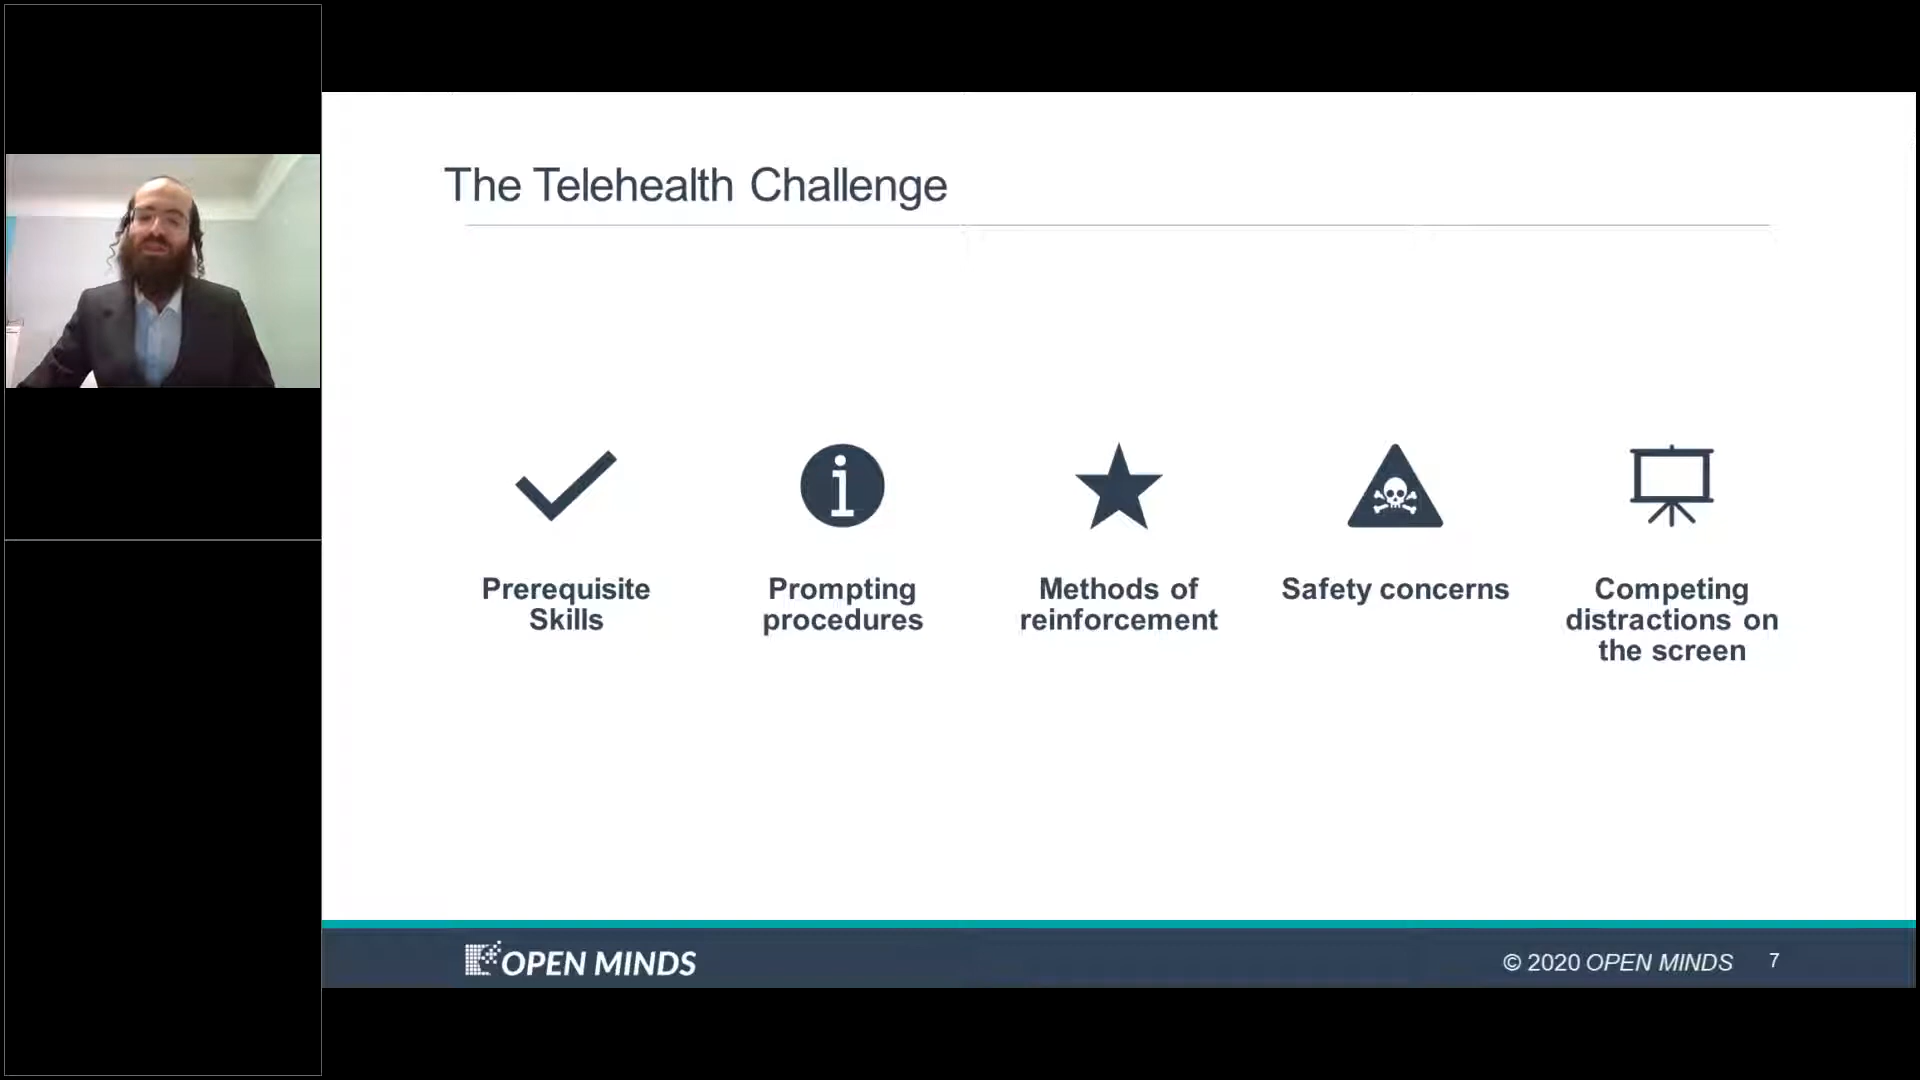 The Telehealth Challenge
Prerequisite
Skills
Prompting
procedures
Methods of
reinforcement
Safety concerns
Competing
distractions on
the screen
OPEN MINDS
© 2020 OPEN MINDS 7